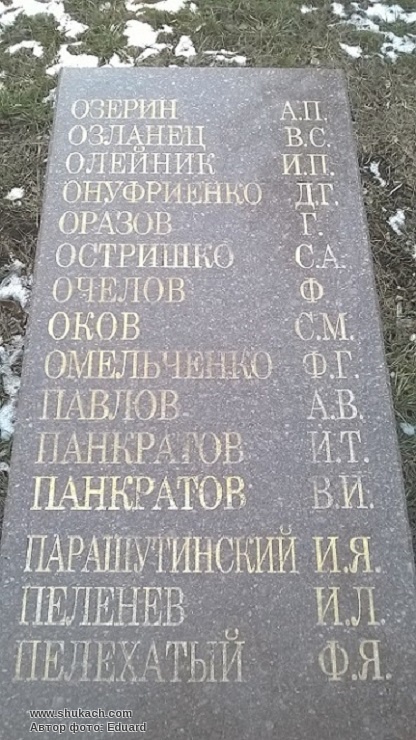 ОЗЕРИН А.П.
ОЗЛАНЕЦ В.С.
ОЛЕЙНИК И.П.
ОНУФРИЕНКО Д.Г.
ОРАЗОВ Г.
ОСТРИШКО С.А.
ОЧЕЛОВ Ф
ОКОВ С.М.
ОМЕЛЬЧЕНКО Ф.Г.
ПАВЛОВ А.В.
ПАНКРАТОВ И.Т.
ПАНКРАТОВ В.И.
ПАРАШУТИНСКИЙ И.Я.
ПЕЛЕНЕВ И.Л.
ПЕЛЕХАТЫЙ Ф.Я.
www.shukach.com
Автор фото: Eduard